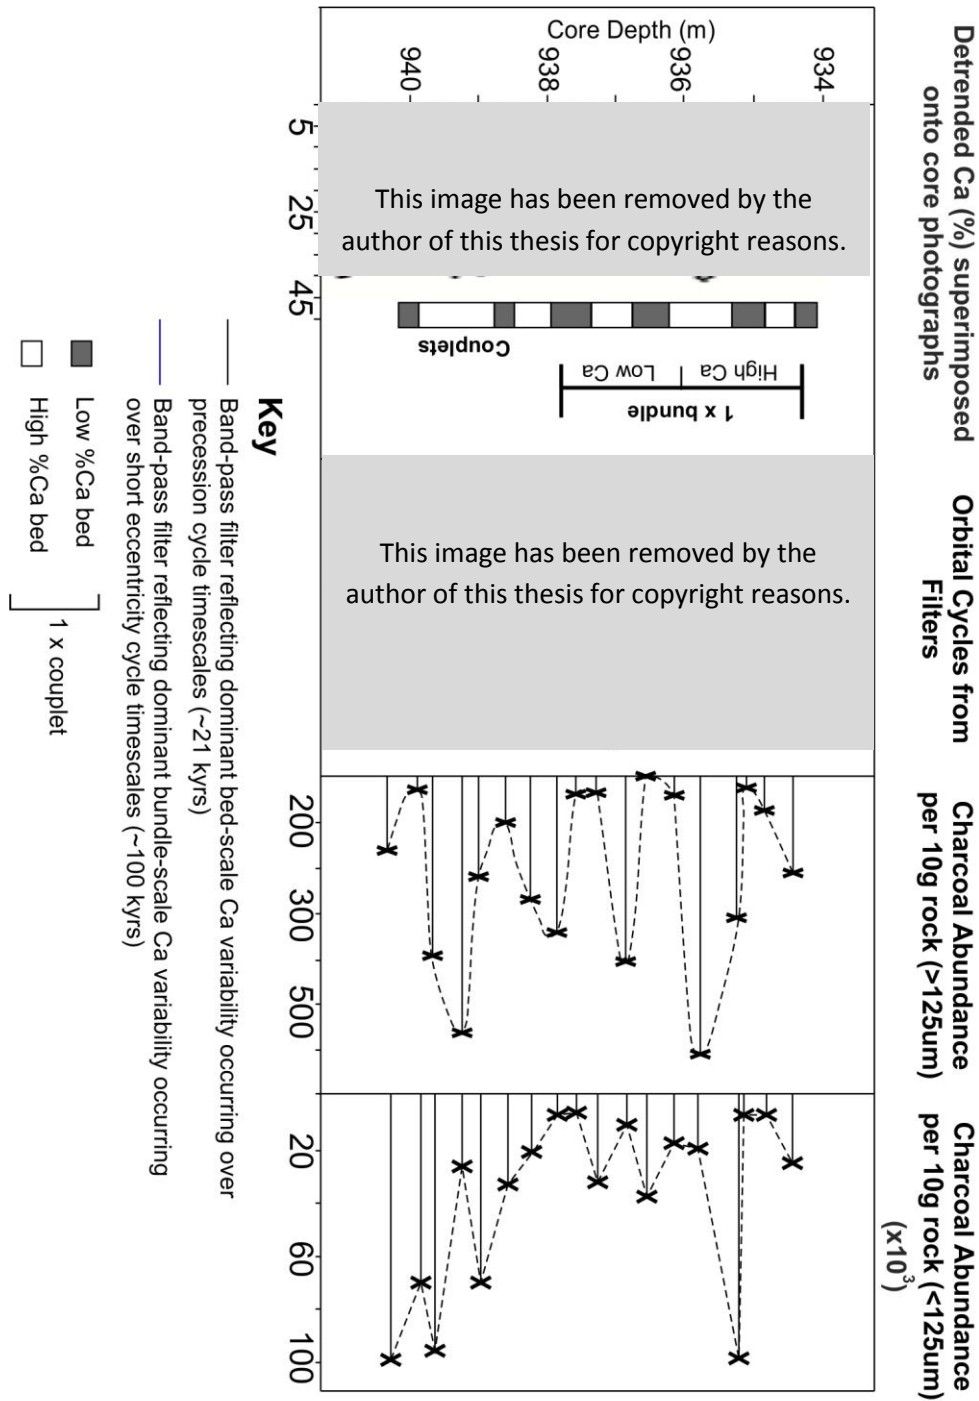 Detrended Ca (%) superimposed
onto core photographs
Orbital Cycles from
Filters
Charcoal Abundance
per 10g rock (>125um)
Charcoal Abundance
per 10g rock (<125um)
(x10³)
Core Depth (m)
934
936
938
940
This image has been removed by the
author of this thesis for copyright reasons.
5
25
45
Couplets
High Ca | Low Ca
1 x bundle
This image has been removed by the
author of this thesis for copyright reasons.
200
300
500
20
60
100
Key
Band-pass filter reflecting dominant bed-scale Ca variability occurring over
precession cycle timescales (~21 kyrs)
Band-pass filter reflecting dominant bundle-scale Ca variability occurring
over short eccentricity cycle timescales (~100 kyrs)
Low %Ca bed
High %Ca bed
1 x couplet